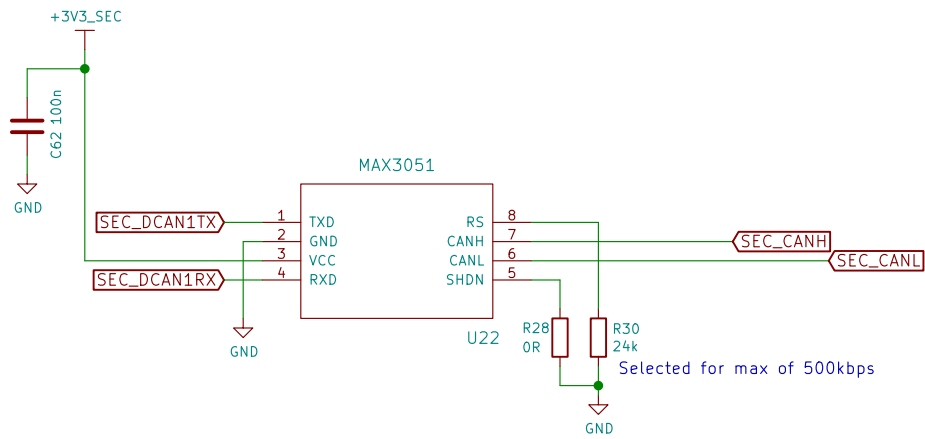 +3V3_SEC
C62 100n
GND
MAX3051
SEC_DCAN1TX
1
TXD
RS
8
2
GND
CANH
7
SEC_CANH
3
VCC
CANL
6
SEC_CANL
SEC_DCAN1RX
4
RXD
SHDN
5
GND
U22
R28
0R
R30
24k
Selected for max of 500kbps
GND